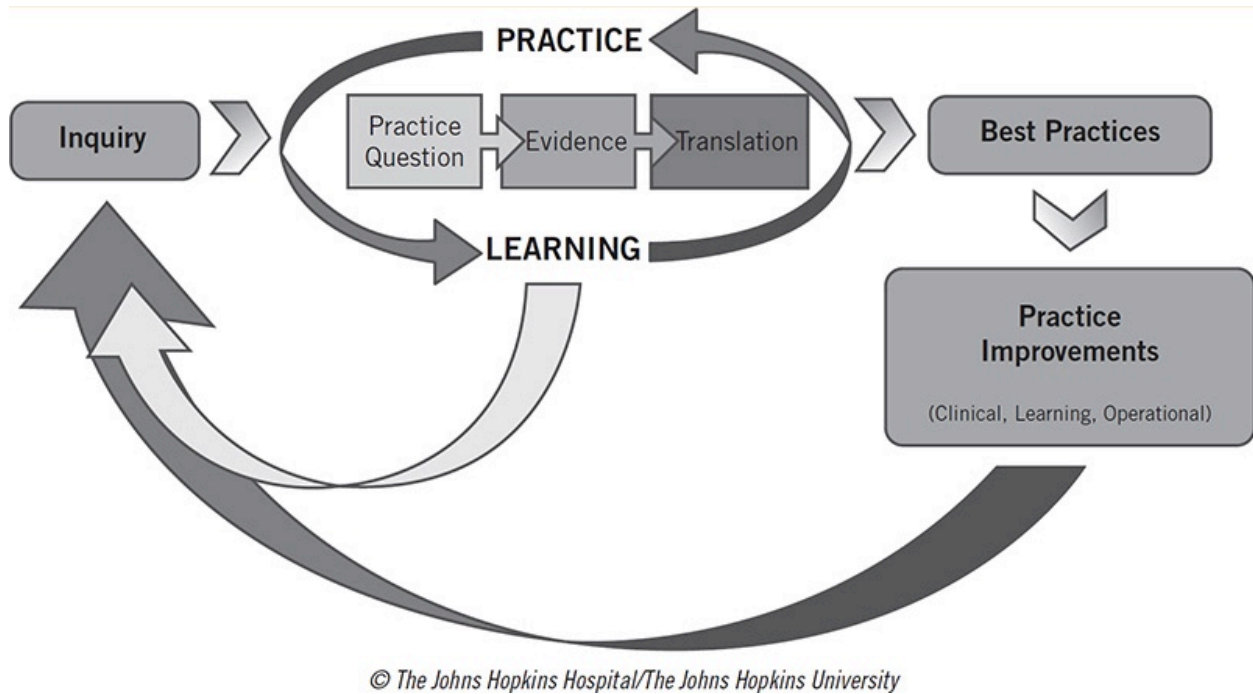 PRACTICE
Inquiry
Practice
Question
Evidence
Translation
LEARNING
Best Practices
Practice
Improvements
(Clinical, Learning, Operational)
© The Johns Hopkins Hospital/The Johns Hopkins University